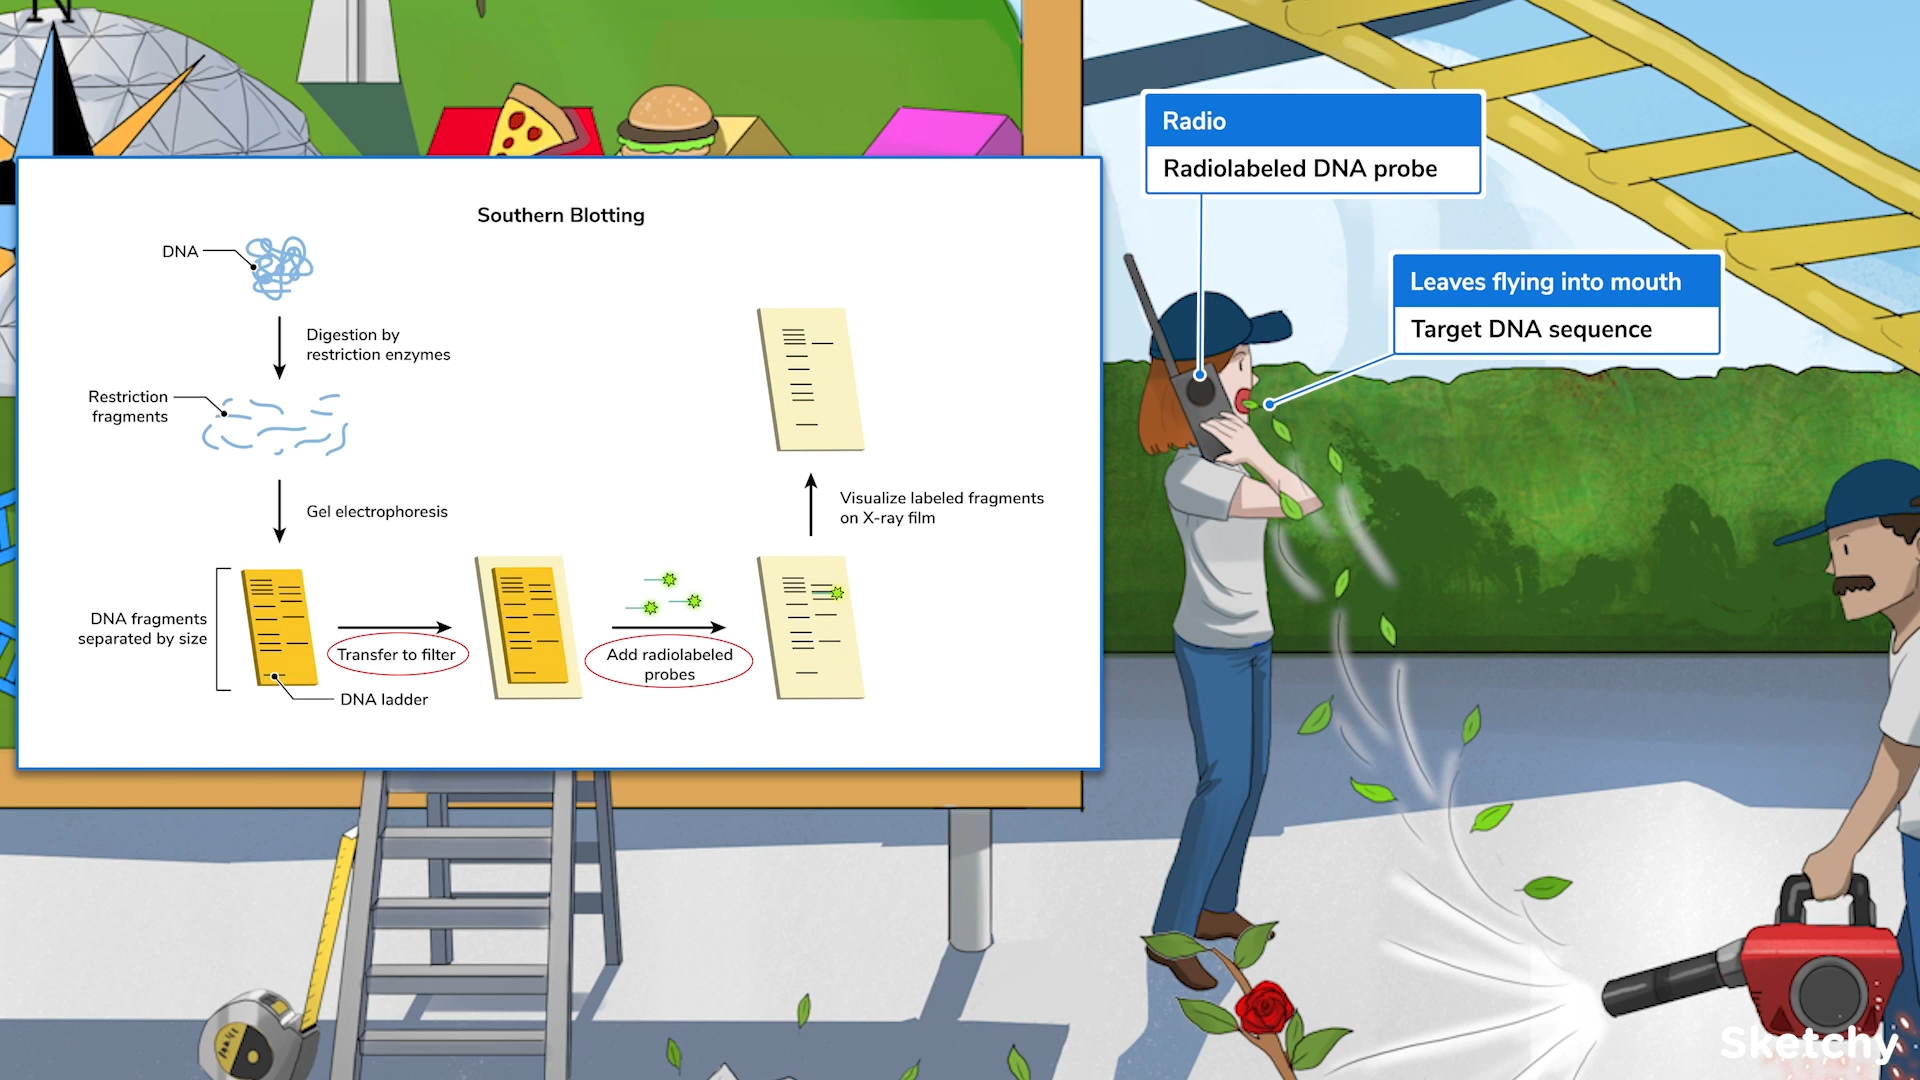 N
Southern Blotting
DNA
Digestion by
restriction enzymes
Restriction
fragments
Gel electrophoresis
DNA fragments
separated by size
Transfer to filter
DNA ladder
Add radiolabeled
probes
Visualize labeled fragments
on X-ray film
Radio
Radiolabeled DNA probe
Leaves flying into mouth
Target DNA sequence
Sketchy